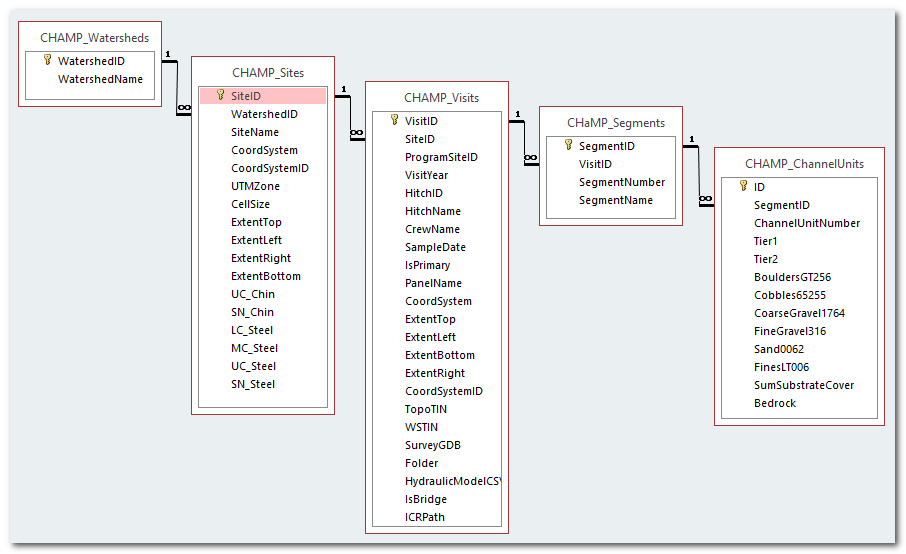 CHAMP_Watersheds
WatershedID
WatershedName
1
∞
CHAMP_Sites
SiteID
WatershedID
SiteName
CoordSystem
CoordSystemID
UTMZone
CellSize
ExtentTop
ExtentLeft
ExtentRight
ExtentBottom
UC_Chin
SN_Chin
LC_Steel
MC_Steel
UC_Steel
SN_Steel
1
∞
CHAMP_Visits
VisitID
SiteID
ProgramSiteID
VisitYear
HitchID
HitchName
CrewName
SampleDate
IsPrimary
PanelName
CoordSystem
ExtentTop
ExtentLeft
ExtentBottom
ExtentRight
CoordSystemID
TopoTIN
WSTIN
SurveyGDB
Folder
HydraulicModelCSV
IsBridge
ICRPath
1
∞
CHaMP_Segments
SegmentID
VisitID
SegmentNumber
SegmentName
1
∞
CHAMP_ChannelUnits
ID
SegmentID
ChannelUnitNumber
Tier1
Tier2
BouldersGT256
Cobbles65255
CoarseGravel1764
FineGravel316
Sand0062
FinesLT006
SumSubstrateCover
Bedrock